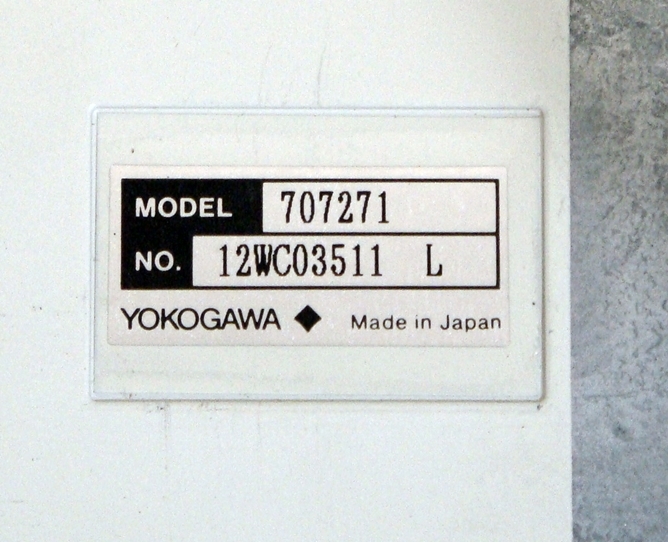 MODEL 707271
NO. 12WC03511 L
YOKOGAWA ◆ Made in Japan